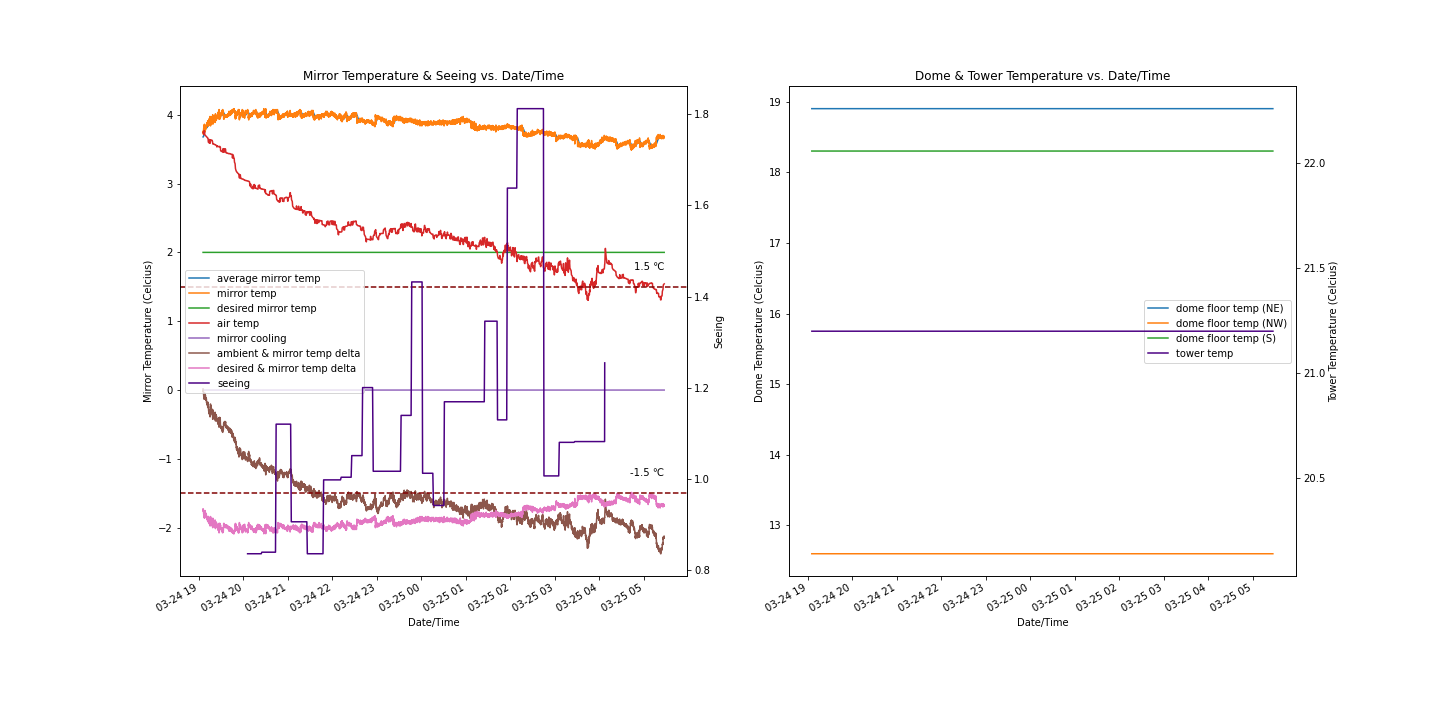 Mirror Temperature & Seeing vs. Date/Time
Mirror Temperature (Celcius)
4
3
2
1
0
−1
−2
1.5 ℃
-1.5 ℃
average mirror temp
mirror temp
desired mirror temp
air temp
mirror cooling
ambient & mirror temp delta
desired & mirror temp delta
seeing
1.8
1.6
1.4
1.2
1.0
0.8
Seeing
03-24 19
03-24 20
03-24 21
03-24 22
03-24 23
03-25 00
03-25 01
03-25 02
03-25 03
03-25 04
03-25 05
Date/Time
Dome & Tower Temperature vs. Date/Time
Dome Temperature (Celcius)
19
18
17
16
15
14
13
dome floor temp (NE)
dome floor temp (NW)
dome floor temp (S)
tower temp
22.0
21.5
21.0
20.5
Tower Temperature (Celcius)
03-24 19
03-24 20
03-24 21
03-24 22
03-24 23
03-25 00
03-25 01
03-25 02
03-25 03
03-25 04
03-25 05
Date/Time